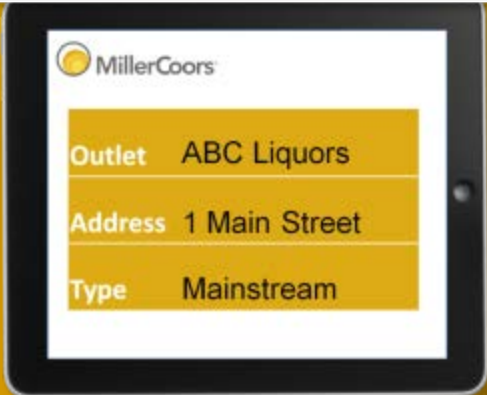 MillerCoors
Outlet ABC Liquors
Address 1 Main Street
Type Mainstream